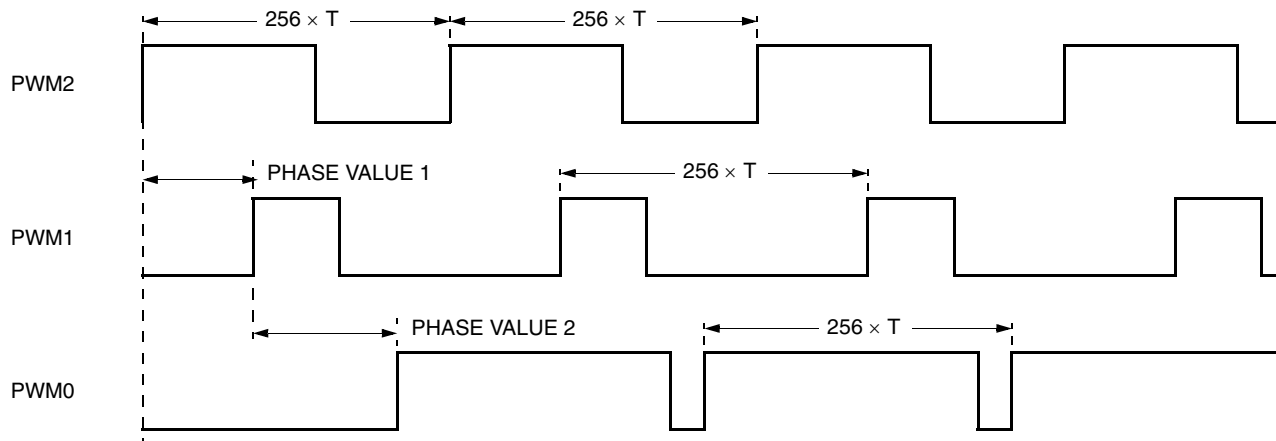 256 × T 256 × T
PWM2
PHASE VALUE 1 256 × T
PWM1
PHASE VALUE 2 256 × T
PWM0